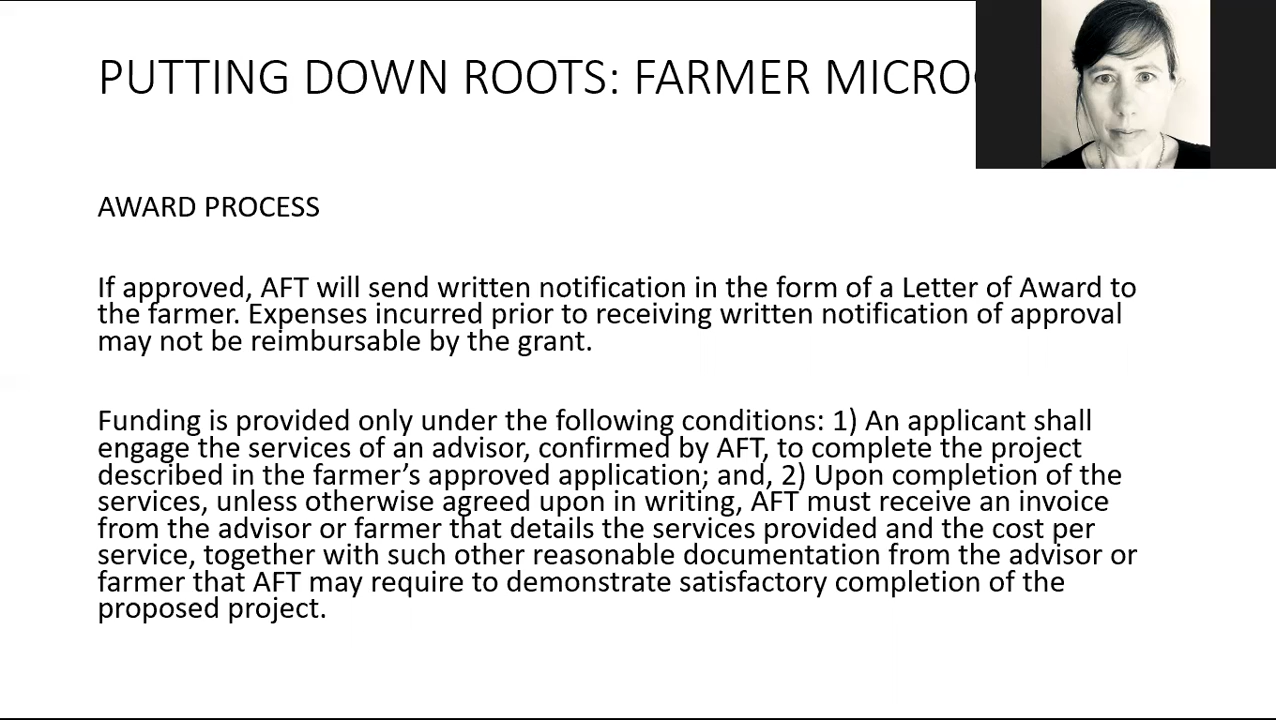 PUTTING DOWN ROOTS: FARMER
AWARD PROCESS
If approved, AFT will send written notification in the form of a Letter of Award to
the farmer. Expenses incurred prior to receiving written notification of approval
may not be reimbursable by the grant.
Funding is provided only under the following conditions: 1) An applicant shall
engage the services of an advisor, confirmed by AFT, to complete the project
described in the farmer’s approved application; and, 2) Upon completion of the
services, unless otherwise agreed upon in writing, AFT must receive an invoice
from the advisor or farmer that details the services provided and the cost per
service, together with such other reasonable documentation from the advisor or
farmer that AFT may require to demonstrate satisfactory completion of the
proposed project.